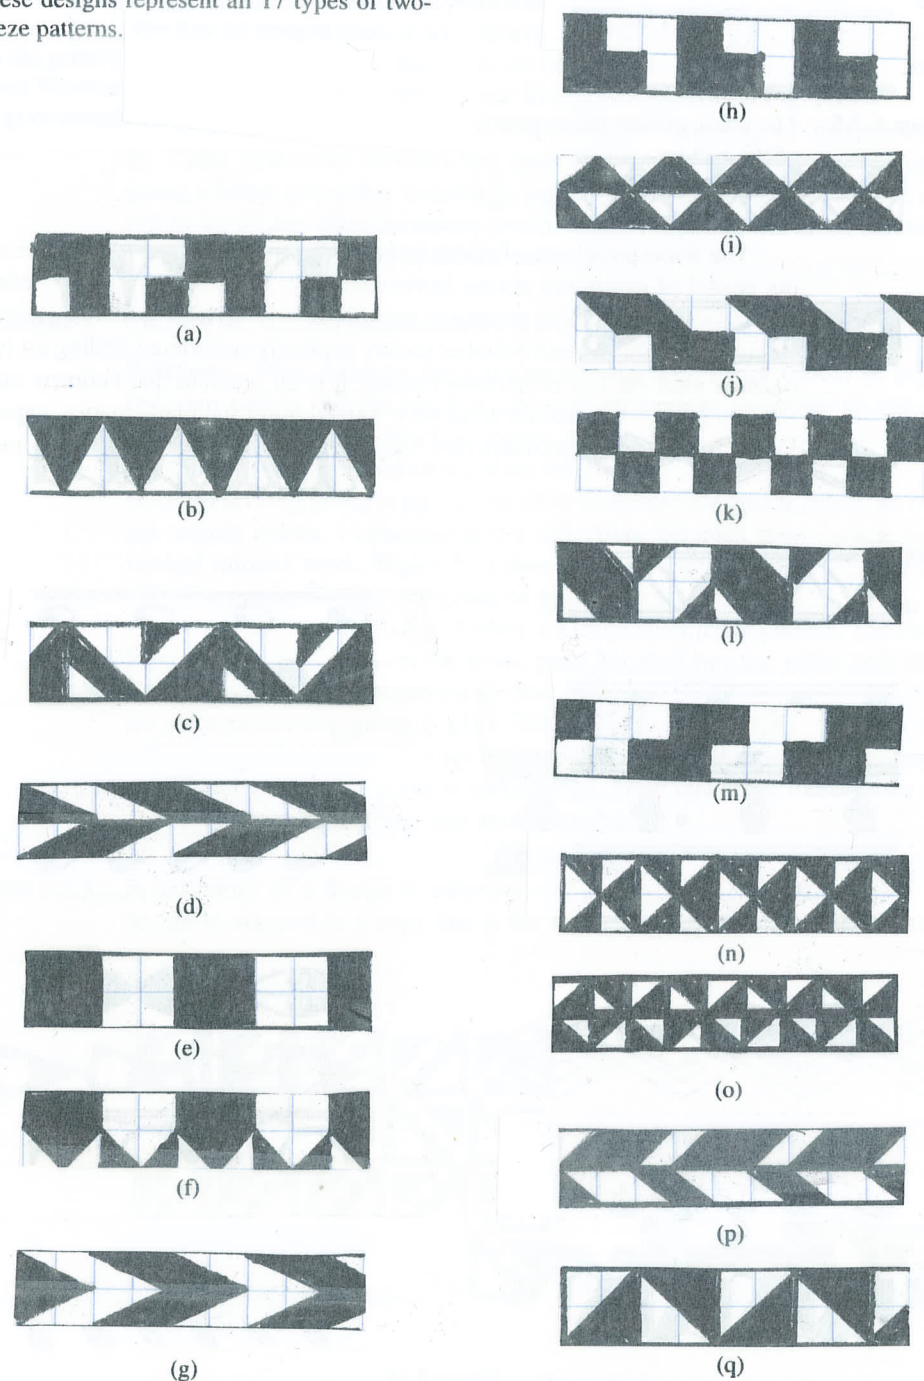 ese designs represent all 17 types of two-
eze patterns.
(a)
(b)
(c)
(d)
(e)
(f)
(g)
(h)
(i)
(j)
(k)
(l)
(m)
(n)
(o)
(p)
(q)